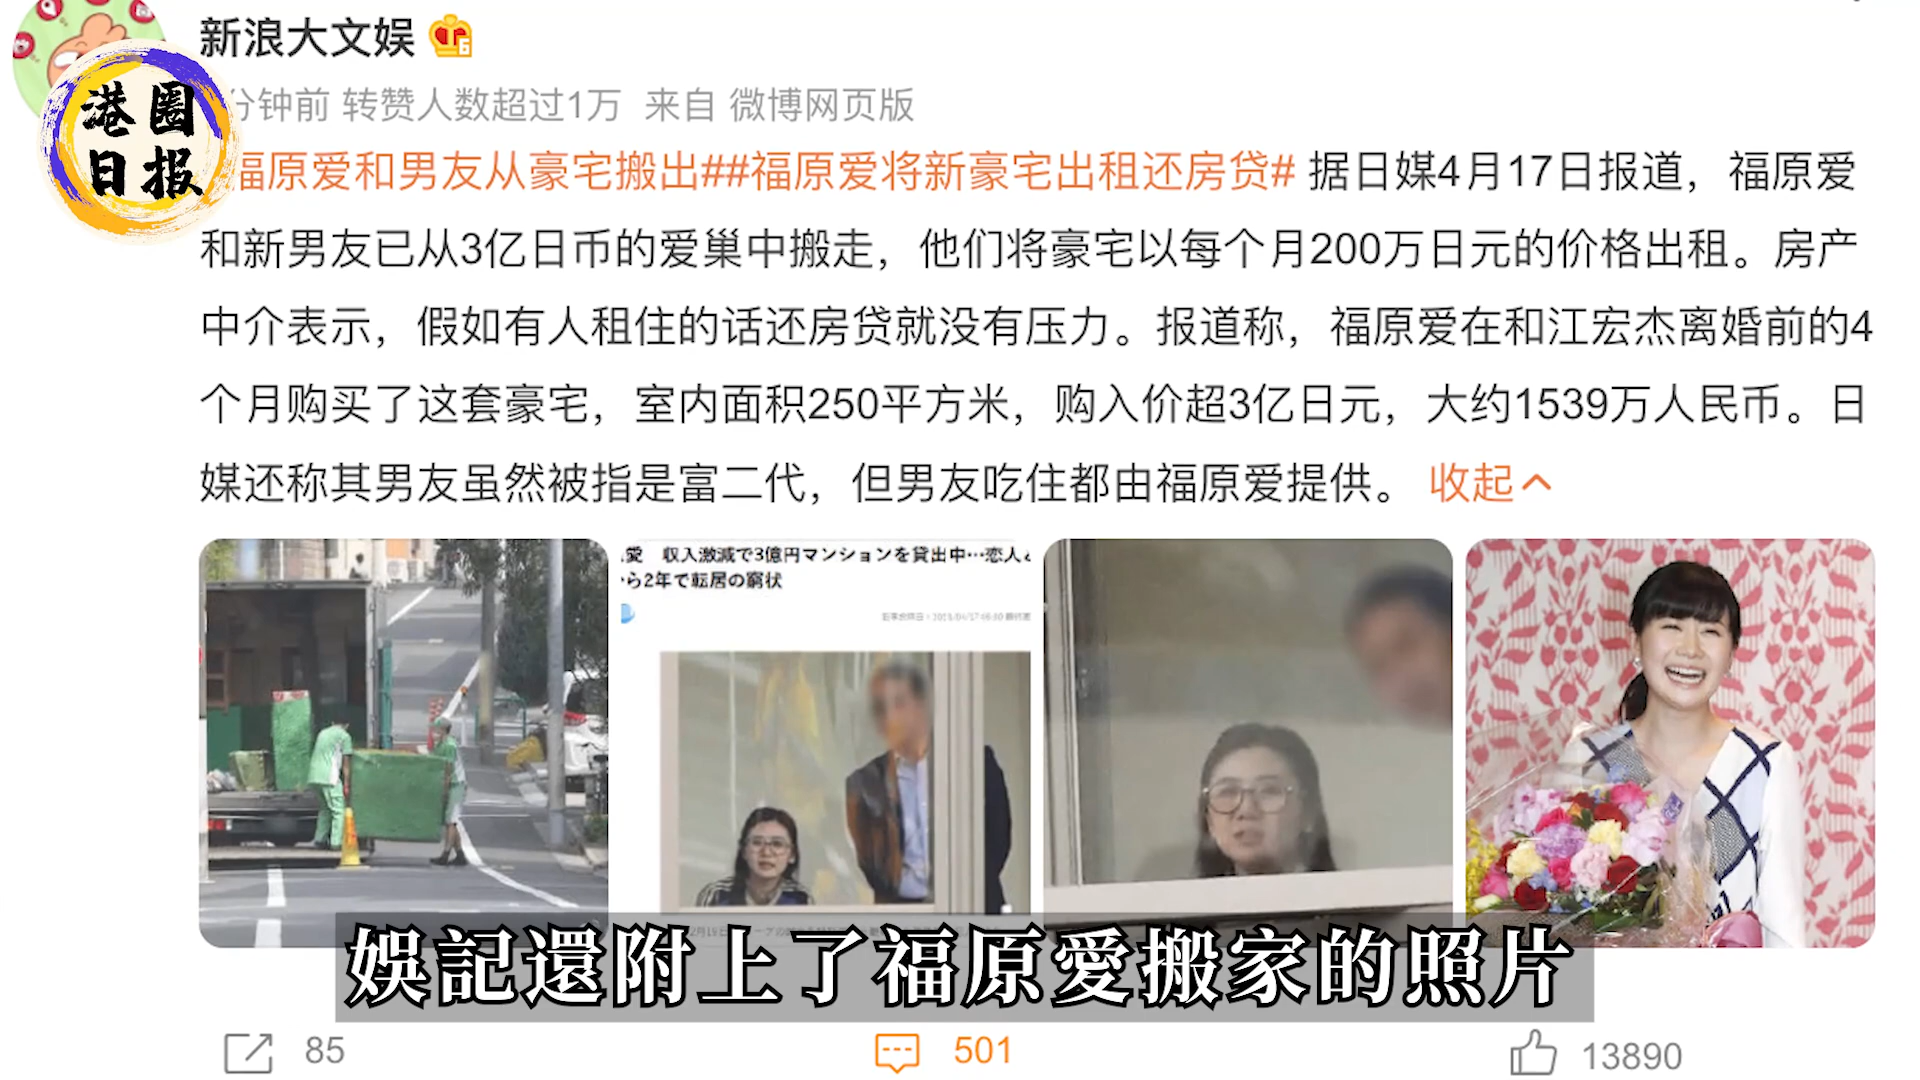 新浪大文娱
分钟前 转赞人数超过1万 来自 微博网页版
港圈
日报
福原爱和男友从豪宅搬出##福原爱将新豪宅出租还房贷# 据日媒4月17日报道，福原爱
和新男友已从3亿日币的爱巢中搬走，他们将豪宅以每个月200万日元的价格出租。房产
中介表示，假如有人租住的话还房贷就没有压力。报道称，福原爱在和江宏杰离婚前的4
个月购买了这套豪宅，室内面积250平方米，购入价超3亿日元，大约1539万人民币。日
媒还称其男友虽然被指是富二代，但男友吃住都由福原爱提供。 收起
愛 収入激減で3億円マンションを貸出中…恋人と
から2年で転居の窮状
娛記還附上了福原愛搬家的照片
85
501
13890